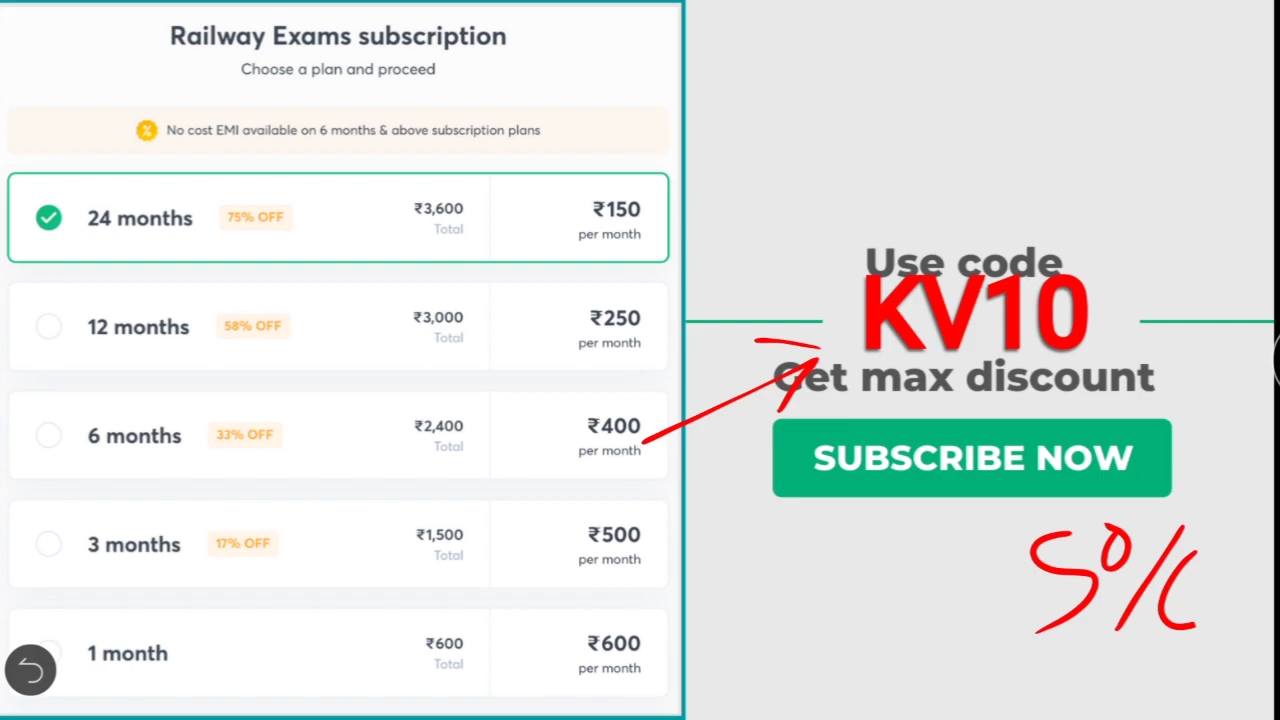 Railway Exams subscription
Choose a plan and proceed
No cost EMI available on 6 months & above subscription plans
24 months 75% OFF ₹3,600 Total ₹150 per month
12 months 58% OFF ₹3,000 Total ₹250 per month
6 months 33% OFF ₹2,400 Total ₹400 per month
3 months 17% OFF ₹1,500 Total ₹500 per month
1 month ₹600 Total ₹600 per month
Use code
KV10
Get max discount
SUBSCRIBE NOW